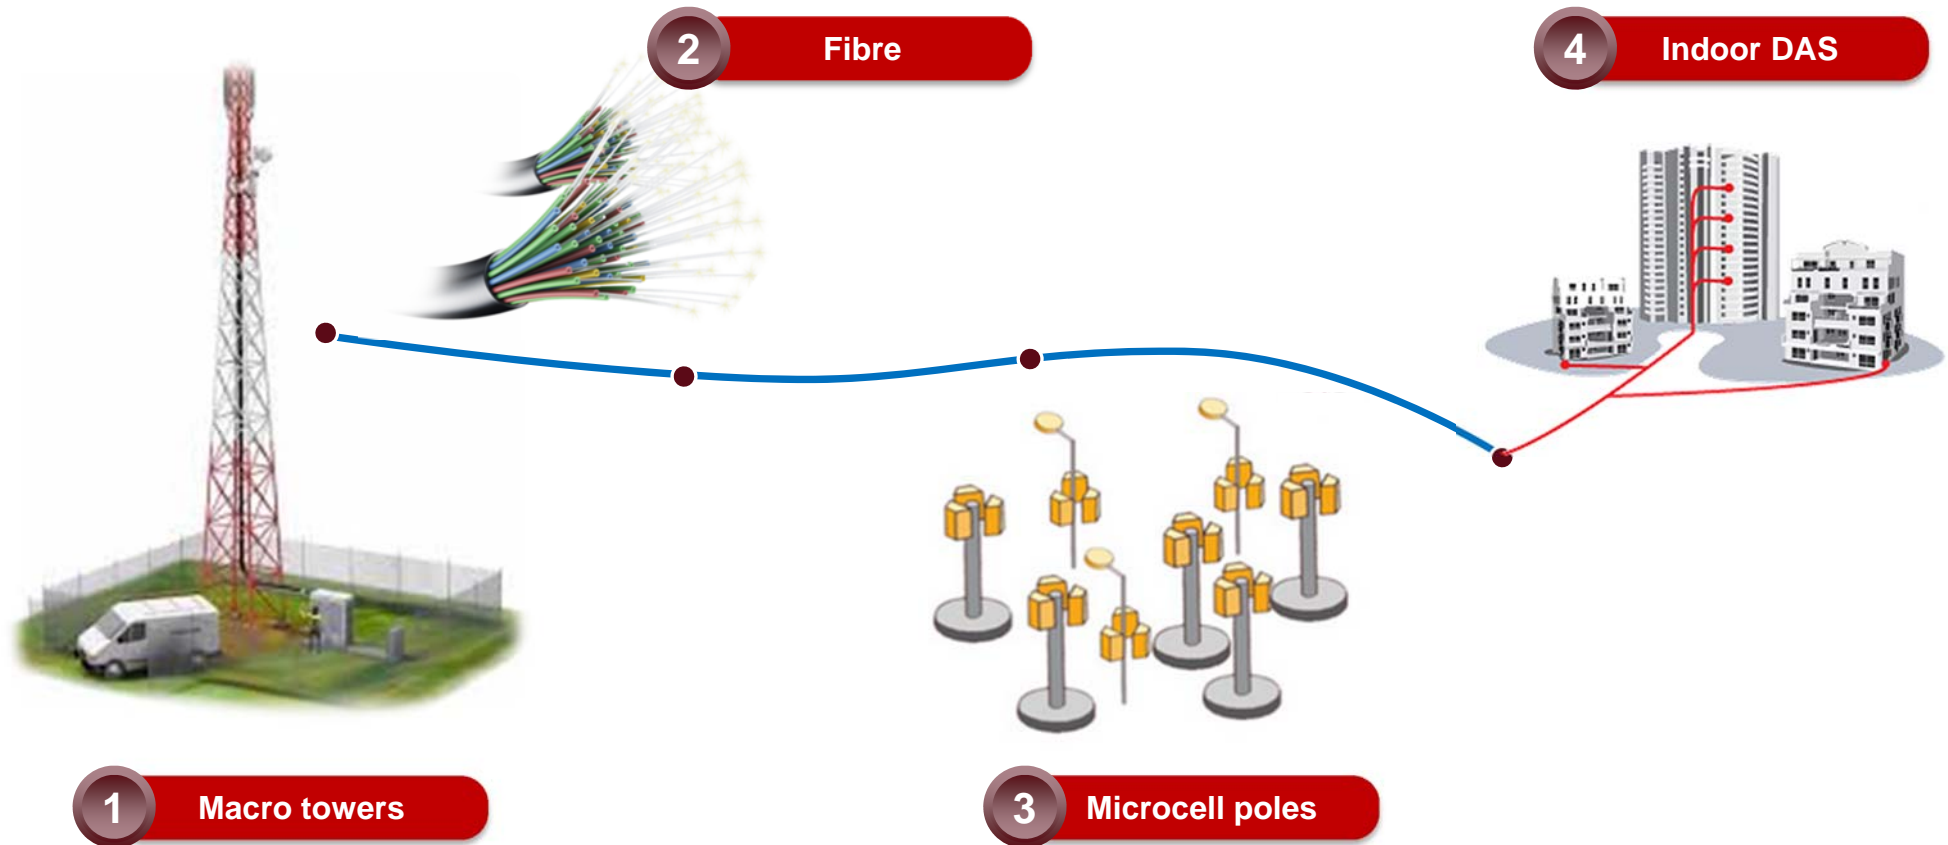 2
Fibre
4
Indoor DAS
1
Macro towers
3
Microcell poles